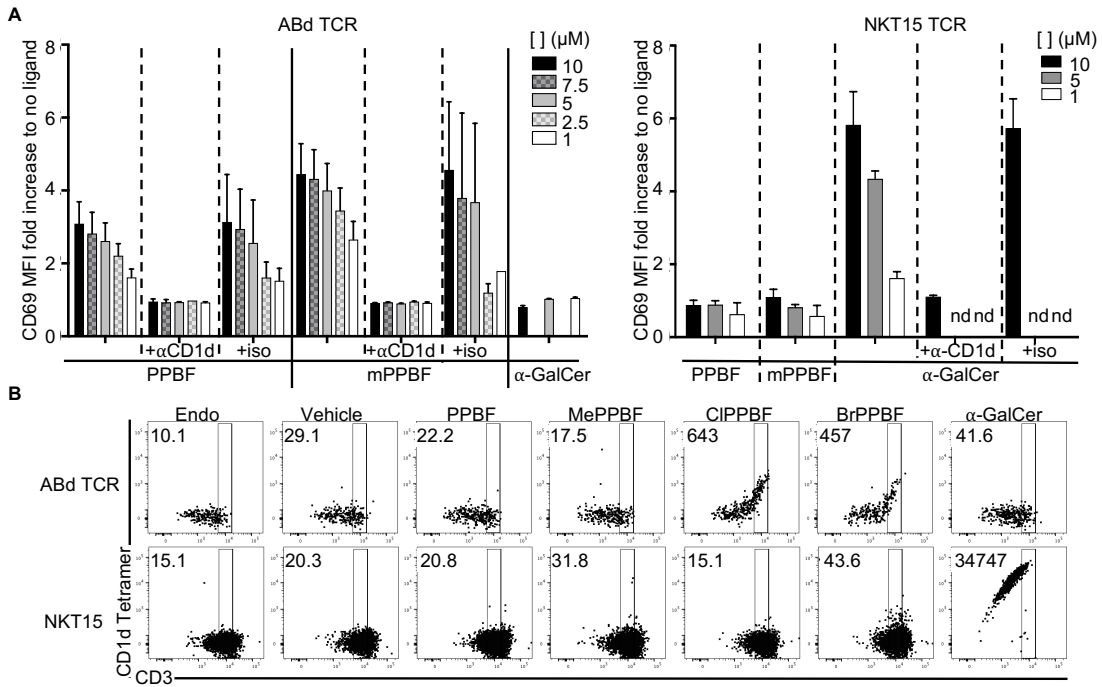 A
ABd TCR
CD69 MFI fold increase to no ligand
8
6
4
2
0
[ ] (μM)
10
7.5
5
2.5
1
+αCD1d +iso +αCD1d +iso
PPBF mPPBF α-GalCer
NKT15 TCR
CD69 MFI fold increase to no ligand
8
6
4
2
0
[ ] (μM)
10
5
1
nd nd nd nd
+α-CD1d +iso
PPBF mPPBF α-GalCer
B
Endo Vehicle PPBF MePPBF ClPPBF BrPPBF α-GalCer
ABd TCR
10.1 29.1 22.2 17.5 643 457 41.6
NKT15
15.1 20.3 20.8 31.8 15.1 43.6 34747
CD1d Tetramer
CD3